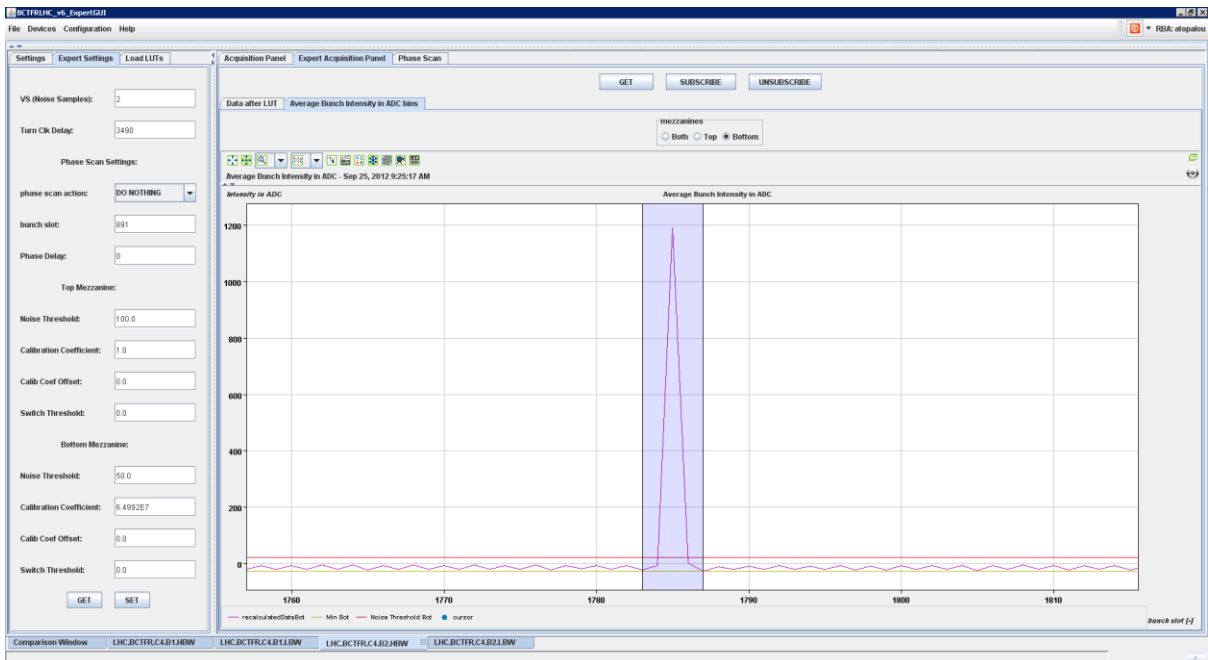 BCTFRLHC_v6_ExpertGUI
File Devices Configuration Help
RBA: atopalou
Settings Expert Settings Load LUTs
Acquisition Panel Expert Acquisition Panel Phase Scan
GET SUBSCRIBE UNSUBSCRIBE
VS (Noise Samples): 2
Data after LUT Average Bunch Intensity in ADC bins
mezzanines
Both Top Bottom
Turn Clk Delay: 3490
Phase Scan Settings:
Average Bunch Intensity in ADC - Sep 25, 2012 9:25:17 AM
phase scan action: DO NOTHING
Intensity in ADC
Average Bunch Intensity in ADC
bunch slot: 891
1200
Phase Delay: 0
1000
Top Mezzanine:
Noise Threshold: 100.0
800
Calibration Coefficient: 1.0
Calib Coef Offset: 0.0
600
Switch Threshold: 0.0
Bottom Mezzanine:
400
Noise Threshold: 50.0
Calibration Coefficient: 6.4992E7
200
Calib Coef Offset: 0.0
0
Switch Threshold: 0.0
GET SET
1760 1770 1780 1790 1800 1810
recalculatedDataBot Min Bot Noise Threshold Bot cursor
bunch slot [-]
Comparison Window LHC.BCTFR.C4.B1.HBW LHC.BCTFR.C4.B1.LBW LHC.BCTFR.C4.B2.HBW LHC.BCTFR.C4.B2.LBW